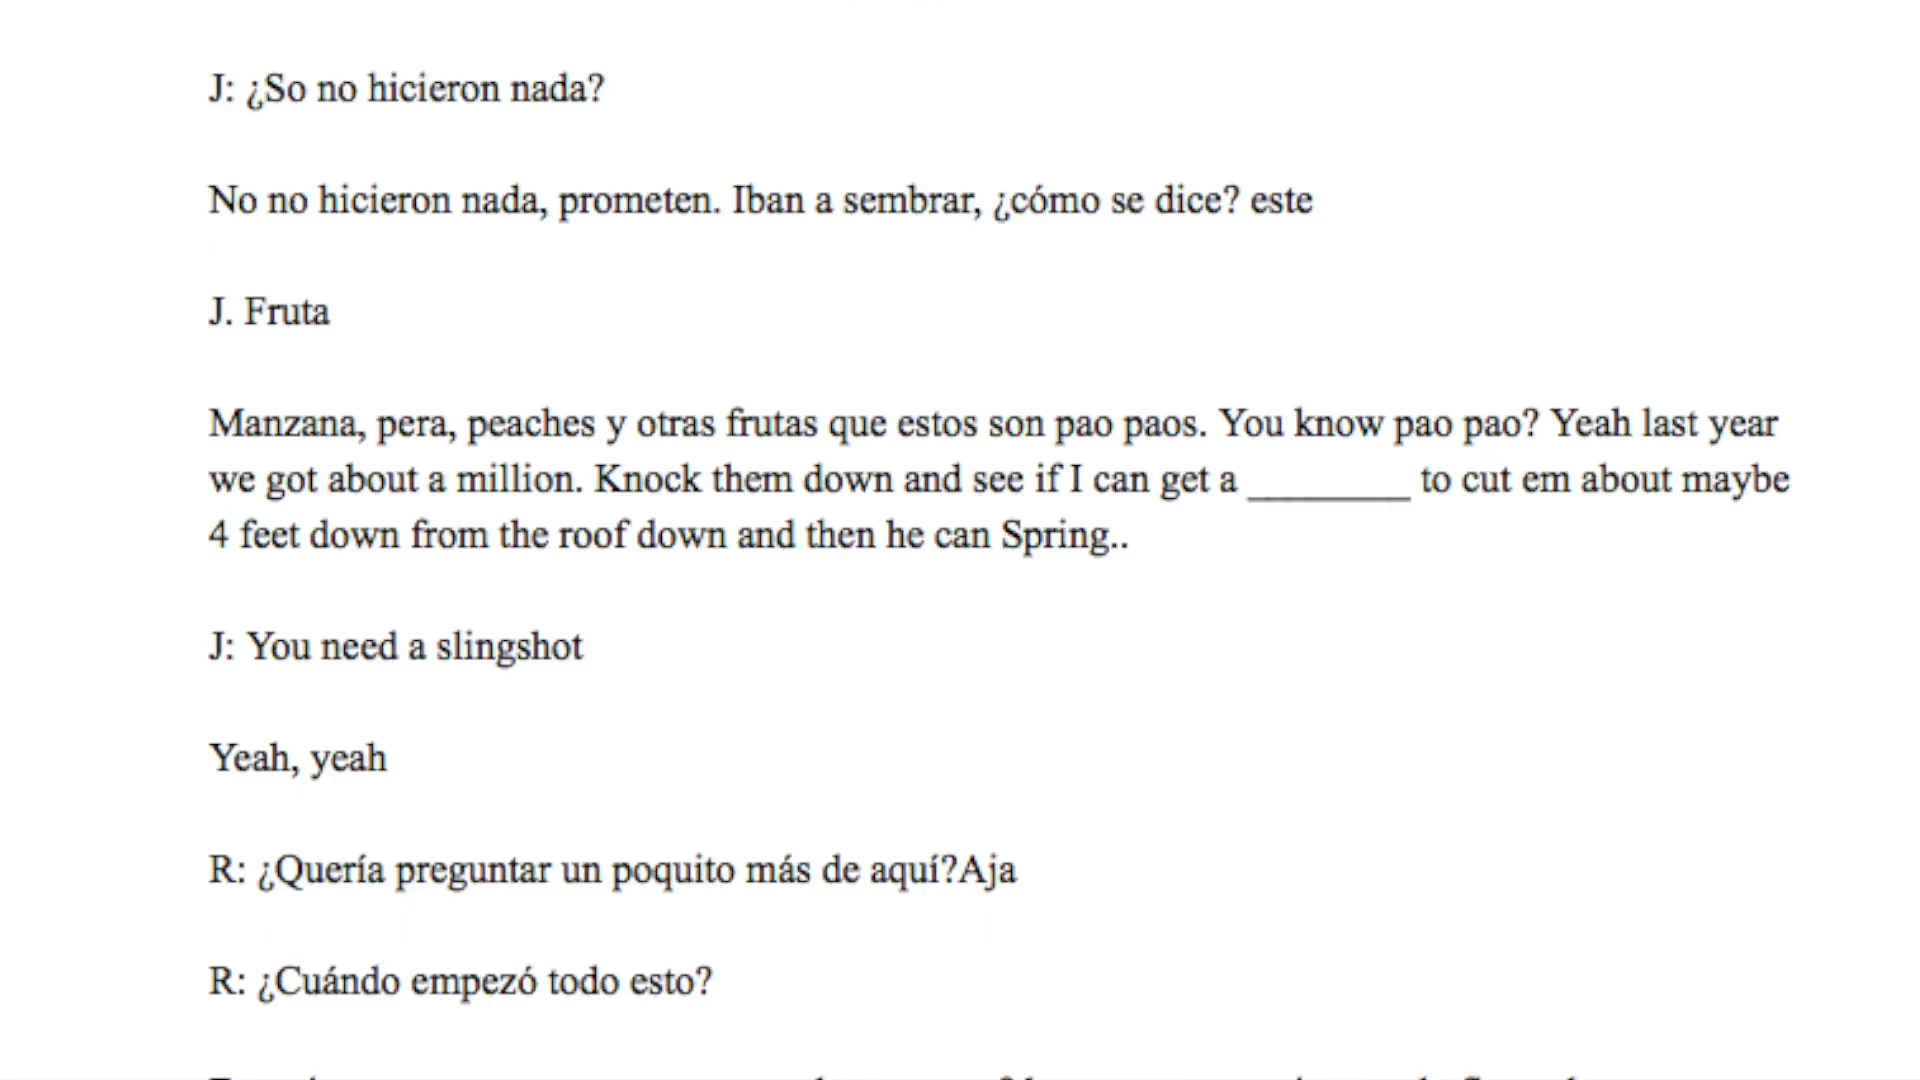 J: ¿So no hicieron nada?
No no hicieron nada, prometen. Iban a sembrar, ¿cómo se dice? este
J. Fruta
Manzana, pera, peaches y otras frutas que estos son pao paos. You know pao pao? Yeah last year
we got about a million. Knock them down and see if I can get a ________ to cut em about maybe
4 feet down from the roof down and then he can Spring..
J: You need a slingshot
Yeah, yeah
R: ¿Quería preguntar un poquito más de aquí?Aja
R: ¿Cuándo empezó todo esto?